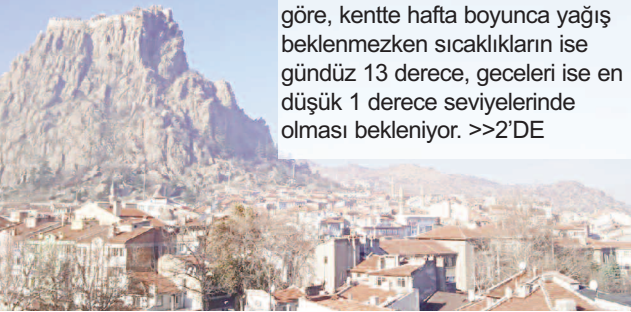 göre, kentte hafta boyunca yağış
beklenmezken sıcaklıkların ise
gündüz 13 derece, geceleri ise en
düşük 1 derece seviyelerinde
olması bekleniyor. >>2’DE